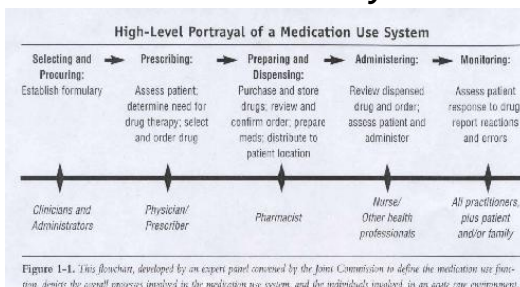 High-Level Portrayal of a Medication Use System
Selecting and Procuring:
Establish formulary
Prescribing:
Assess patient;
determine need for
drug therapy; select
and order drug
Preparing and
Dispensing:
Purchase and store
drugs; review and
confirm order; prepare
meds; distribute to
patient location
Administering:
Review dispensed
drug and order;
assess patient and
administer
Monitoring:
Assess patient
response to drug
report reactions
and errors
Clinicians and
Administrators
Physician/
Prescriber
Pharmacist
Nurse/
Other health
professionals
All practitioners,
plus patient
and/or family
Figure 1-1. This flowchart, developed by an expert panel convened by the Joint Commission to define the medication use func-
tion, depicts the overall processes involved in the medication use system, and the individuals involved, in an acute care environment.